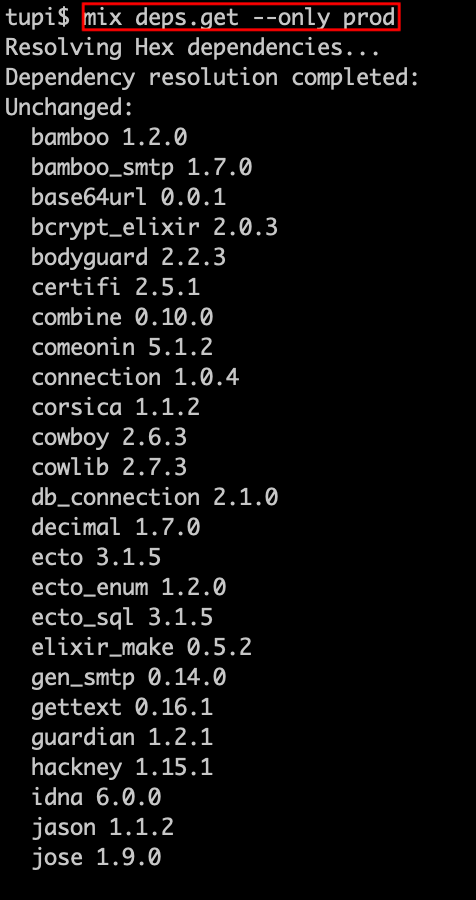 tupi$ mix deps.get --only prod
Resolving Hex dependencies...
Dependency resolution completed:
Unchanged:
bamboo 1.2.0
bamboo_smtp 1.7.0
base64url 0.0.1
bcrypt_elixir 2.0.3
bodyguard 2.2.3
certifi 2.5.1
combine 0.10.0
comeonin 5.1.2
connection 1.0.4
corsica 1.1.2
cowboy 2.6.3
cowlib 2.7.3
db_connection 2.1.0
decimal 1.7.0
ecto 3.1.5
ecto_enum 1.2.0
ecto_sql 3.1.5
elixir_make 0.5.2
gen_smtp 0.14.0
gettext 0.16.1
guardian 1.2.1
hackney 1.15.1
idna 6.0.0
jason 1.1.2
jose 1.9.0